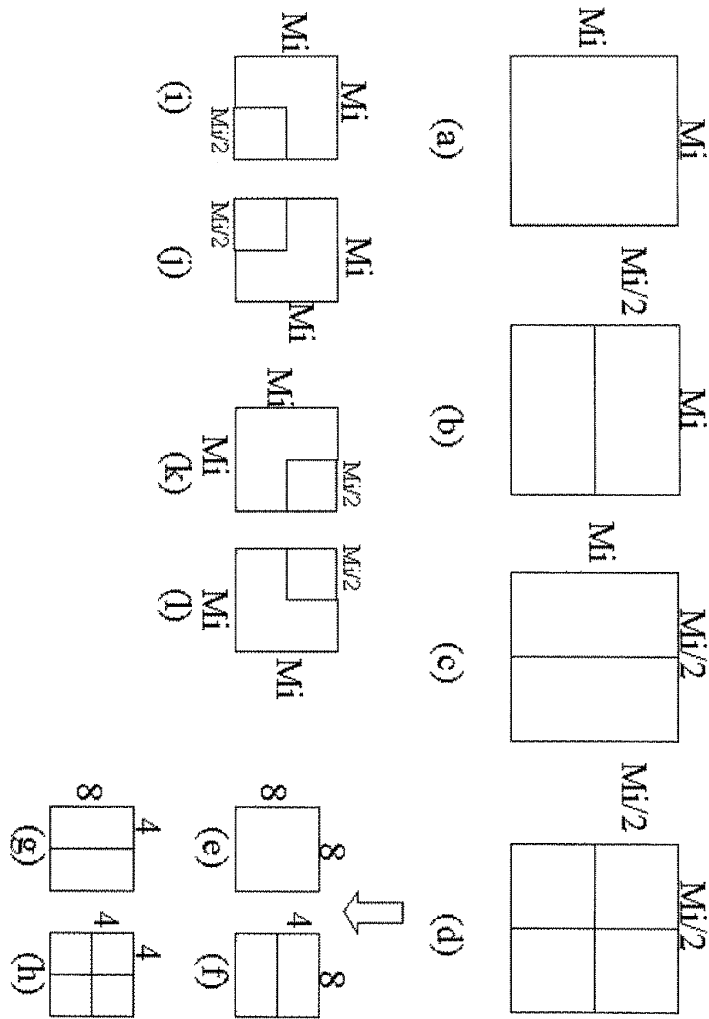 Mi Mi Mi/2 Mi/2
Mi Mi/2 Mi Mi/2
(a) (b) (c) (d)
Mi Mi Mi/2 Mi/2
Mi Mi Mi Mi
Mi/2 Mi/2 Mi Mi
(i) (j) (k) (l)
8 8
8 4
(e) (f)
4 4
8 4
(g) (h)